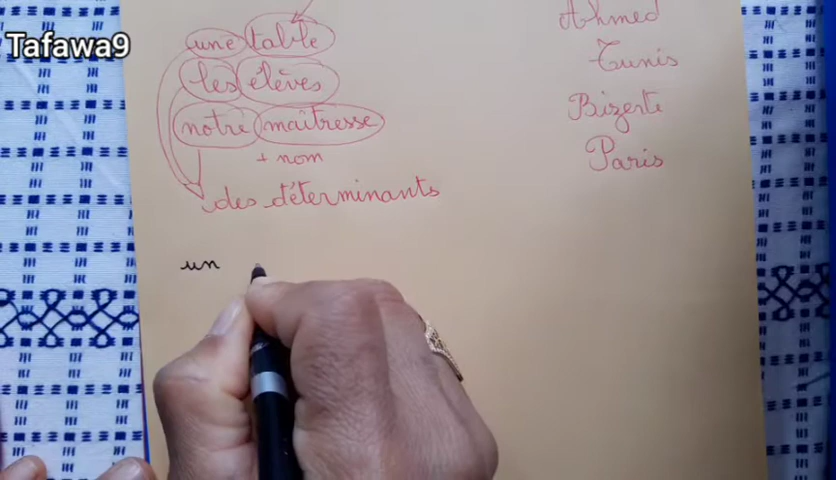 Tafawa9
une table
les élèves
notre maîtresse
+ nom
des déterminants
un
Ahmed
Tunis
Bizerte
Paris